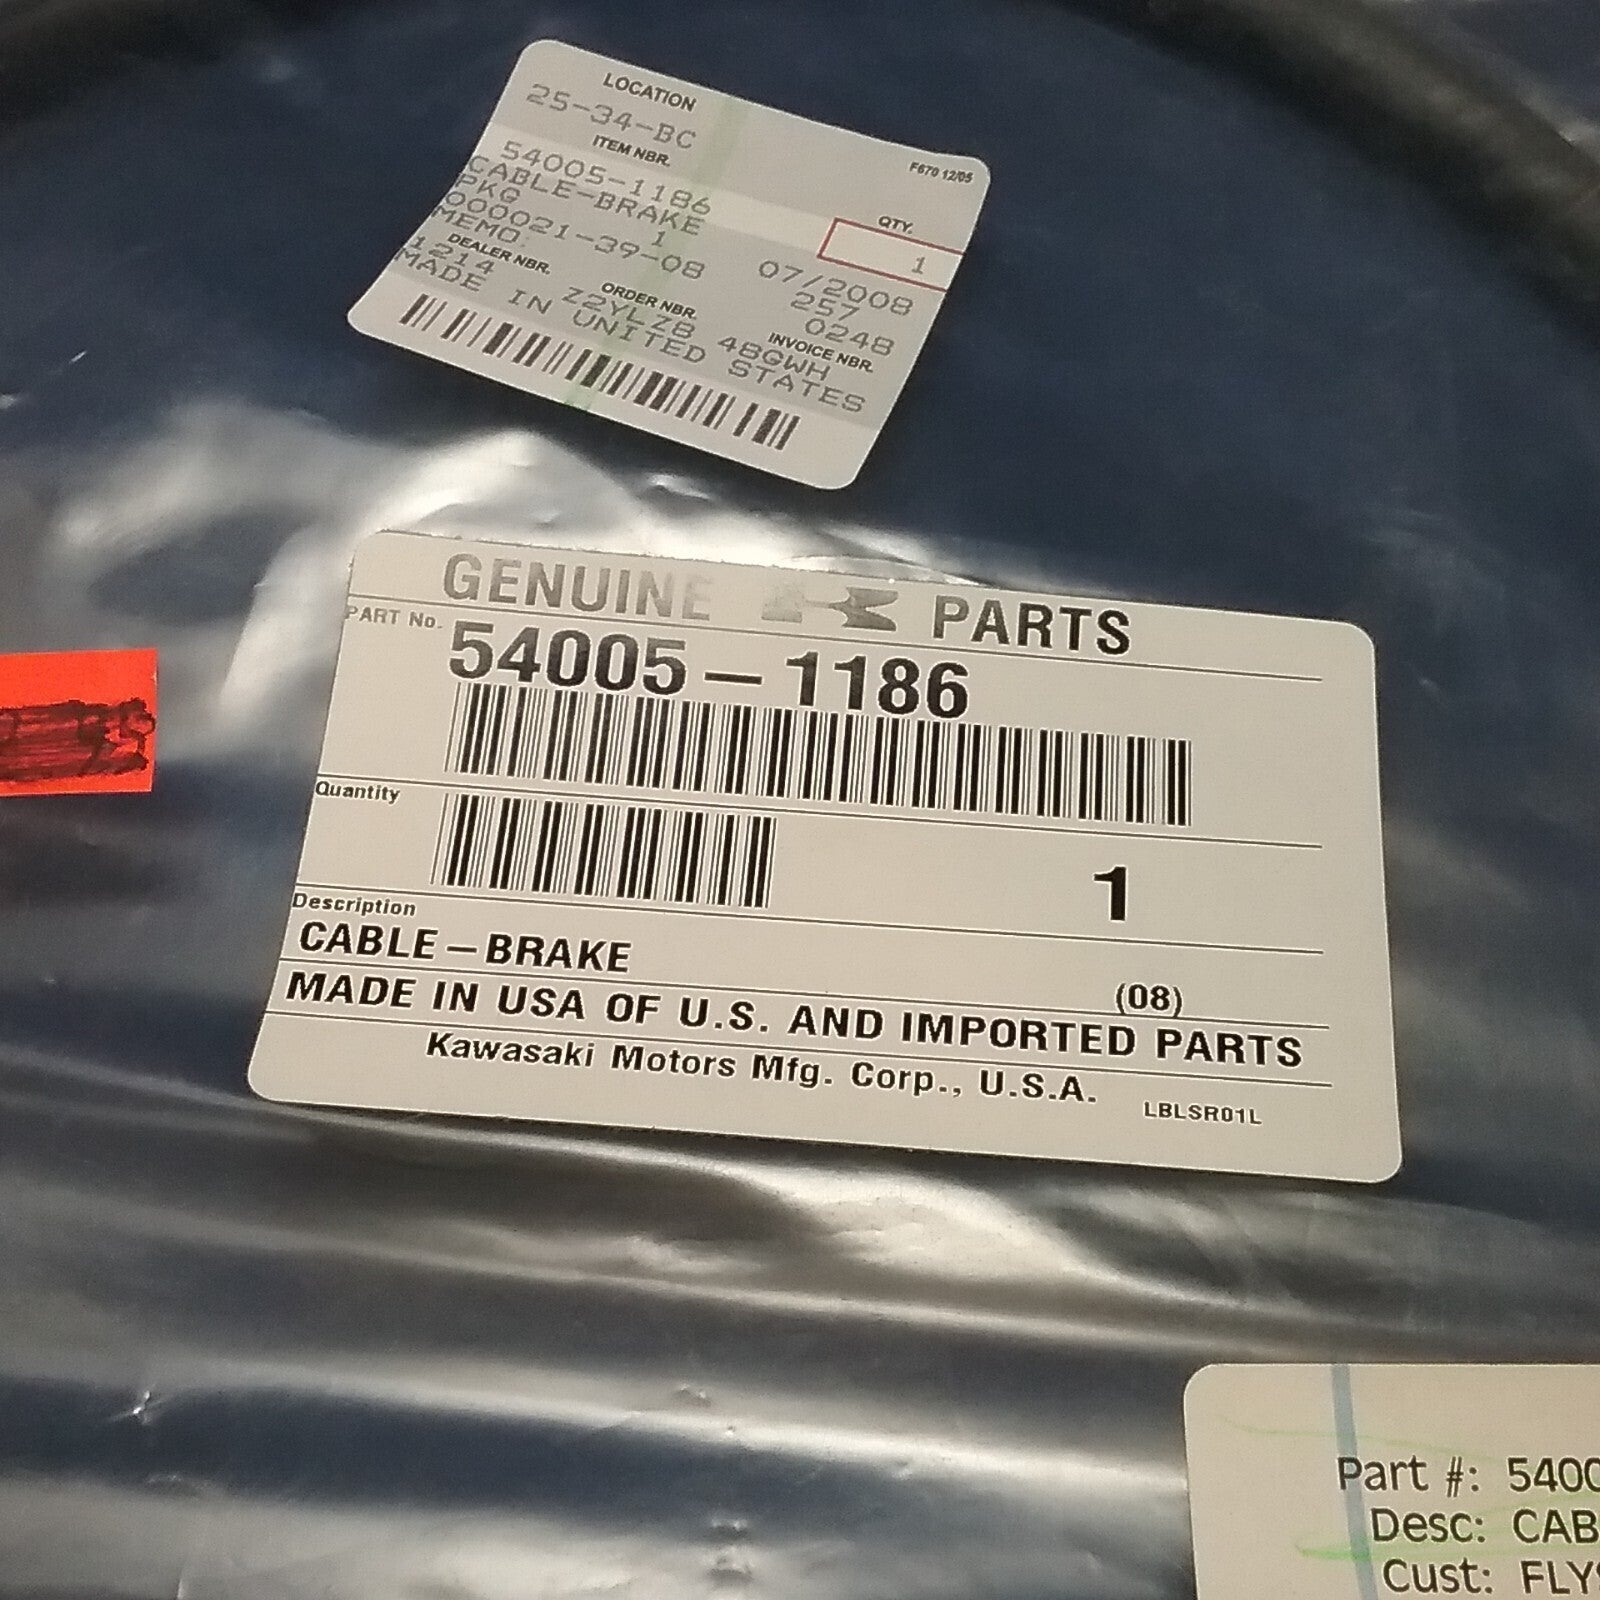 LOCATION
25-34-BC
ITEM NBR.
F670 12/05
54005-1186
CABLE-BRAKE
QTY.
1
PKG 1
07/2008
000021-39-08
257
MEMO:
0248
DEALER NBR.
ORDER NBR.
INVOICE NBR.
1214 Z2YLZ8 48GWH
MADE IN UNITED STATES
GENUINE PARTS
PART No.
54005-1186
Quantity
1
Description
CABLE-BRAKE
(08)
MADE IN USA OF U.S. AND IMPORTED PARTS
Kawasaki Motors Mfg. Corp., U.S.A.
LBLSR01L
Part #: 5400
Desc: CAB
Cust: FLYS